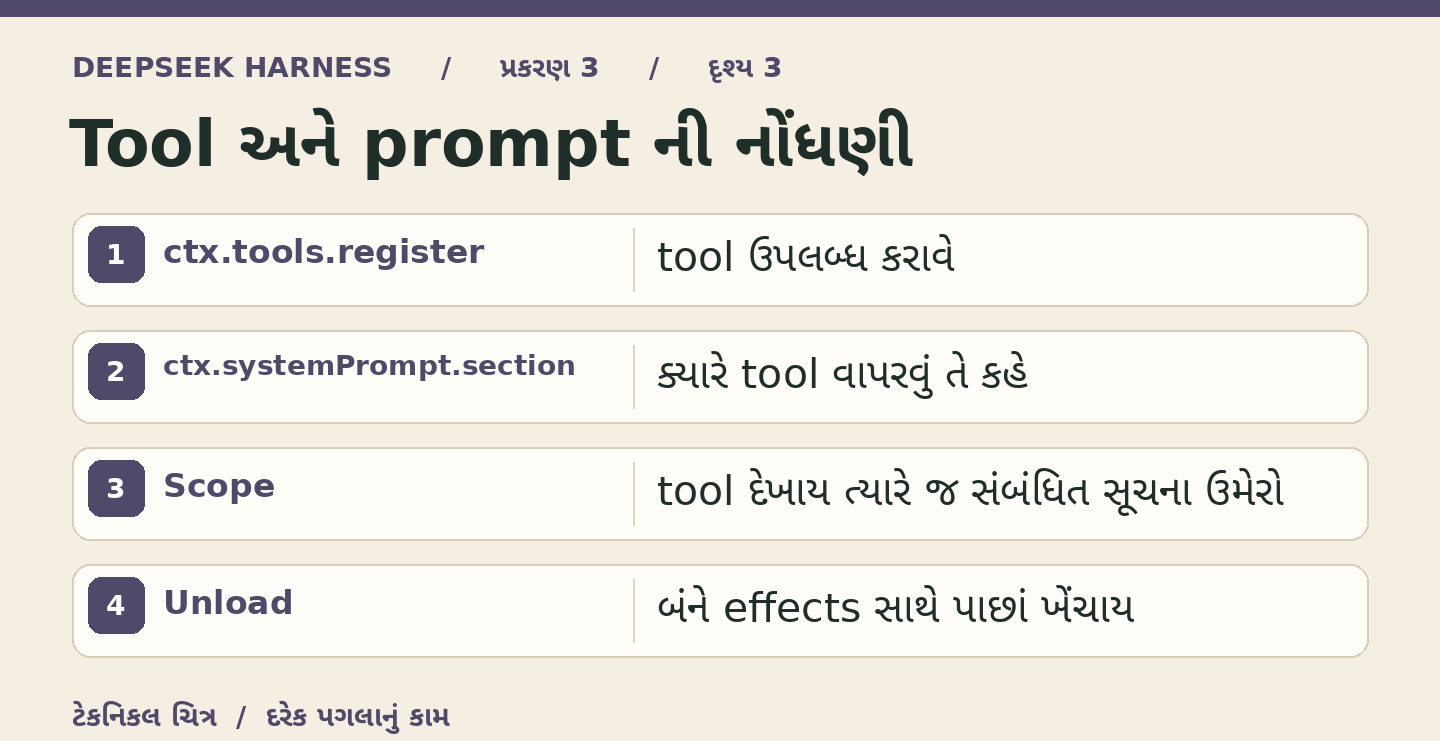 DEEPSEEK HARNESS / પ્રકરણ 3 / દૃશ્ય 3
Tool અને prompt ની નોંધણી
1 ctx.tools.register tool ઉપલબ્ધ કરાવે
2 ctx.systemPrompt.section ક્યારે tool વાપરવું તે કહે
3 Scope tool દેખાય ત્યારે જ સંબંધિત સૂચના ઉમેરો
4 Unload બંને effects સાથે પાછાં ખેંચાય
ટેકનિકલ ચિત્ર / દરેક પગલાનું કામ